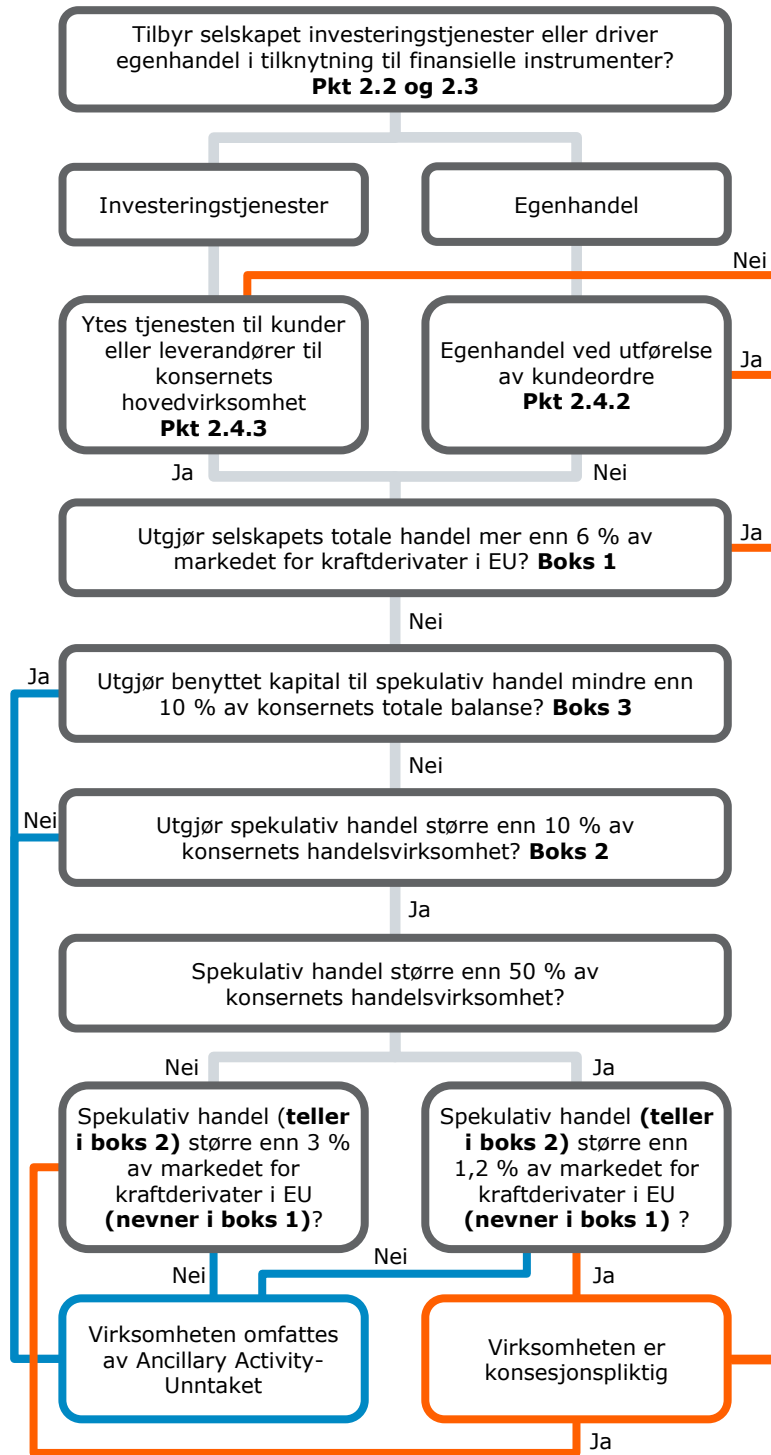 Tilbyr selskapet investeringstjenester eller driver
egenhandel i tilknytning til finansielle instrumenter?
Pkt 2.2 og 2.3
Investeringstjenester
Egenhandel
Nei
Ytes tjenesten til kunder
eller leverandører til
konsernets
hovedvirksomhet
Pkt 2.4.3
Egenhandel ved utførelse
av kundeordre
Pkt 2.4.2
Ja
Ja
Nei
Utgjør selskapets totale handel mer enn 6 % av
markedet for kraftderivater i EU? Boks 1
Ja
Nei
Ja
Utgjør benyttet kapital til spekulativ handel mindre enn
10 % av konsernets totale balanse? Boks 3
Nei
Nei
Utgjør spekulativ handel større enn 10 % av
konsernets handelsvirksomhet? Boks 2
Ja
Spekulativ handel større enn 50 % av
konsernets handelsvirksomhet?
Nei
Ja
Spekulativ handel (teller
i boks 2) større enn 3 %
av markedet for
kraftderivater i EU
(nevner i boks 1)?
Spekulativ handel (teller
i boks 2) større enn
1,2 % av markedet for
kraftderivater i EU
(nevner i boks 1) ?
Nei
Nei
Ja
Virksomheten omfattes
av Ancillary Activity-
Unntaket
Virksomheten er
konsesjonspliktig
Ja